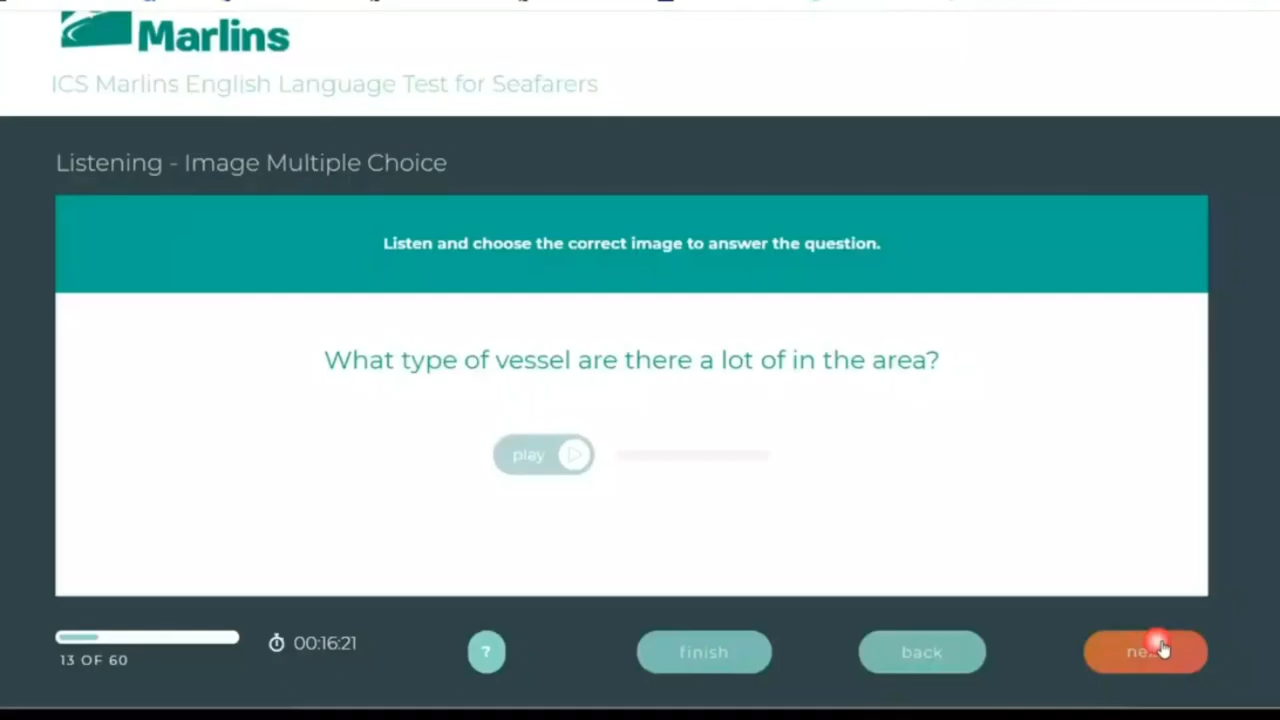 Marlins
ICS Marlins English Language Test for Seafarers
Listening - Image Multiple Choice
Listen and choose the correct image to answer the question.
What type of vessel are there a lot of in the area?
play
13 OF 60
00:16:21
?
finish
back